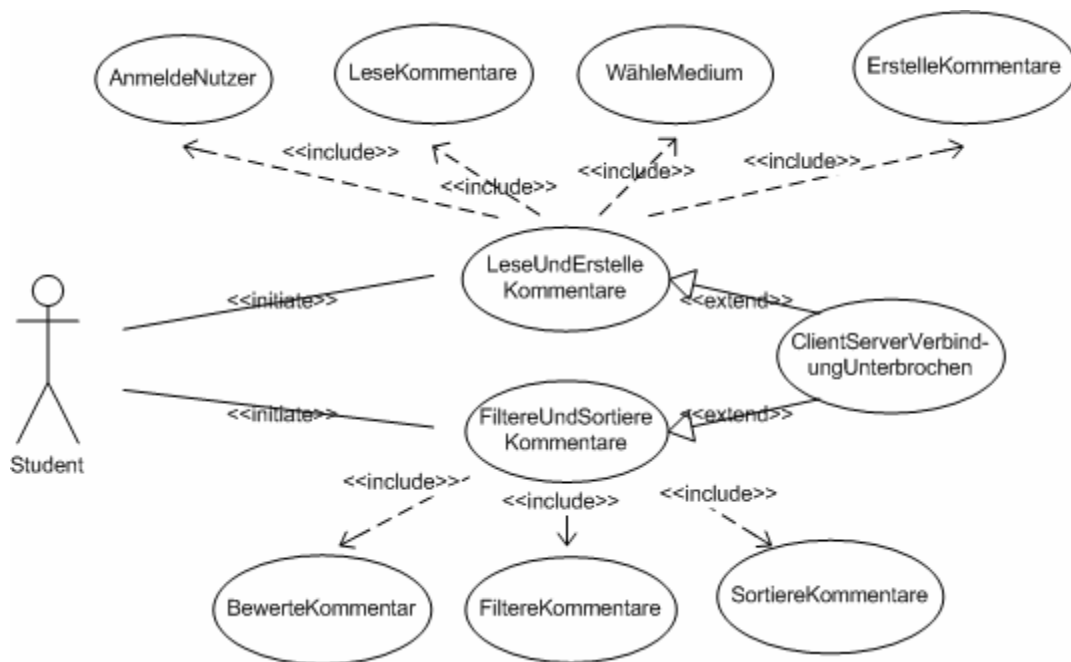 AnmeldeNutzer
LeseKommentare
WähleMedium
ErstelleKommentare
<<include>>
<<include>>
<<include>>
<<include>>
LeseUndErstelle
Kommentare
<<initiate>>
<<extend>>
ClientServerVerbind-
ungUnterbrochen
<<initiate>>
FiltereUndSortiere
Kommentare
<<extend>>
Student
<<include>>
<<include>>
<<include>>
BewerteKommentar
FiltereKommentare
SortiereKommentare